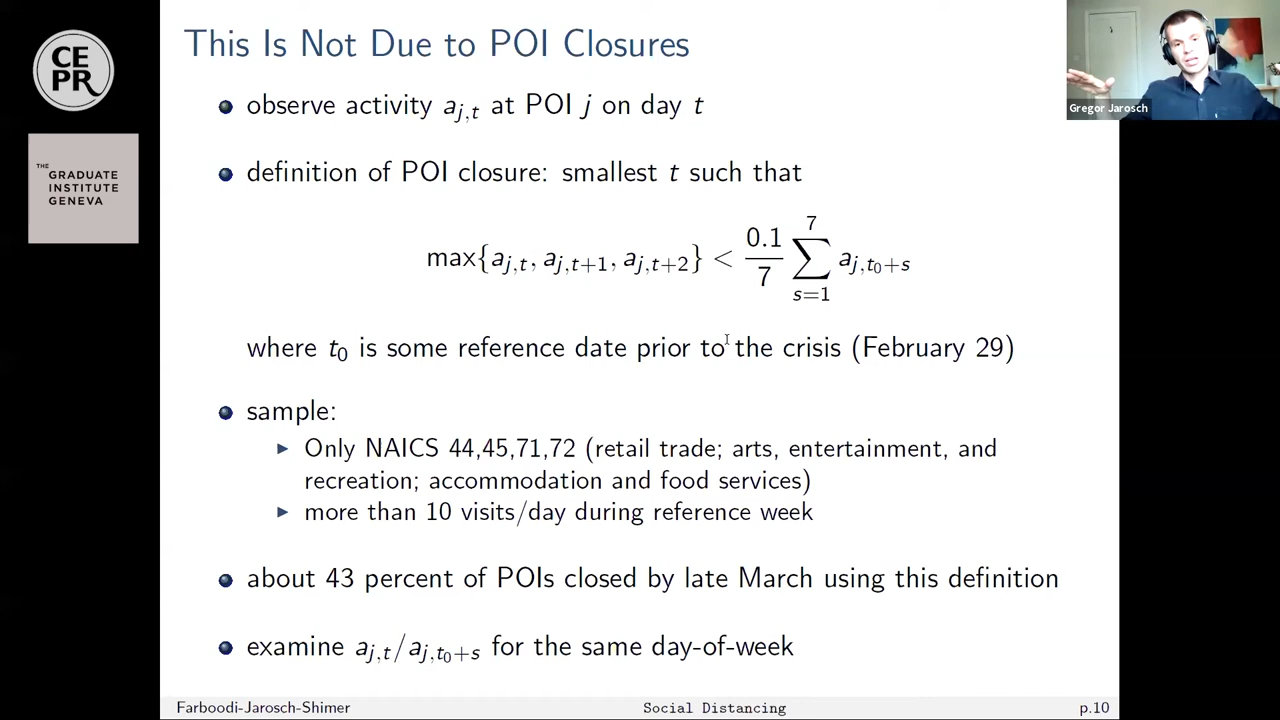 This Is Not Due to POI Closures
CE
PR
THE
GRADUATE
INSTITUTE
GENEVA
Gregor Jarosch
observe activity a_{j,t} at POI j on day t
definition of POI closure: smallest t such that
max{a_{j,t}, a_{j,t+1}, a_{j,t+2}} < \frac{0.1}{7} \sum_{s=1}^{7} a_{j,t_0+s}
where t_0 is some reference date prior to the crisis (February 29)
sample:
Only NAICS 44,45,71,72 (retail trade; arts, entertainment, and
recreation; accommodation and food services)
more than 10 visits/day during reference week
about 43 percent of POIs closed by late March using this definition
examine a_{j,t}/a_{j,t_0+s} for the same day-of-week
Farboodi-Jarosch-Shimer
Social Distancing
p.10